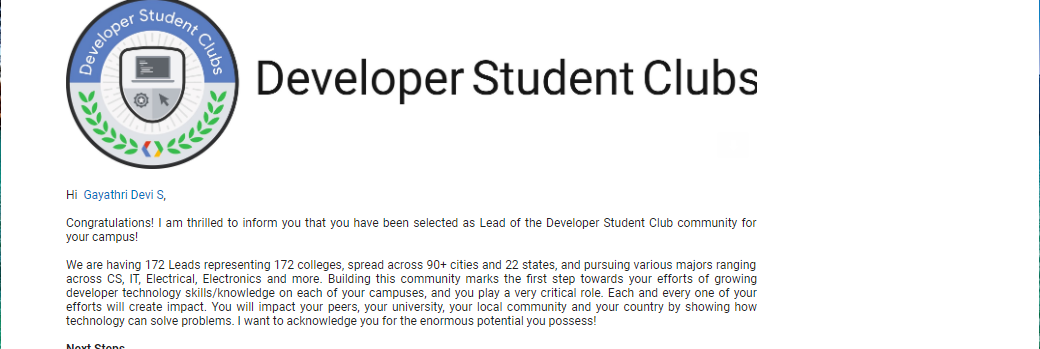 Developer Student Clubs
Developer Student Clubs
Hi Gayathri Devi S,
Congratulations! I am thrilled to inform you that you have been selected as Lead of the Developer Student Club community for
your campus!
We are having 172 Leads representing 172 colleges, spread across 90+ cities and 22 states, and pursuing various majors ranging
across CS, IT, Electrical, Electronics and more. Building this community marks the first step towards your efforts of growing
developer technology skills/knowledge on each of your campuses, and you play a very critical role. Each and every one of your
efforts will create impact. You will impact your peers, your university, your local community and your country by showing how
technology can solve problems. I want to acknowledge you for the enormous potential you possess!
Next Steps